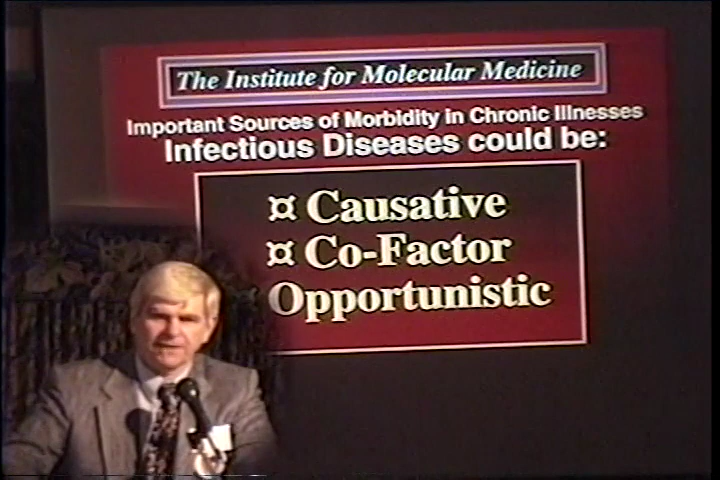 The Institute for Molecular Medicine
Important Sources of Morbidity in Chronic Illnesses
Infectious Diseases could be:
¤ Causative
¤ Co-Factor
Opportunistic